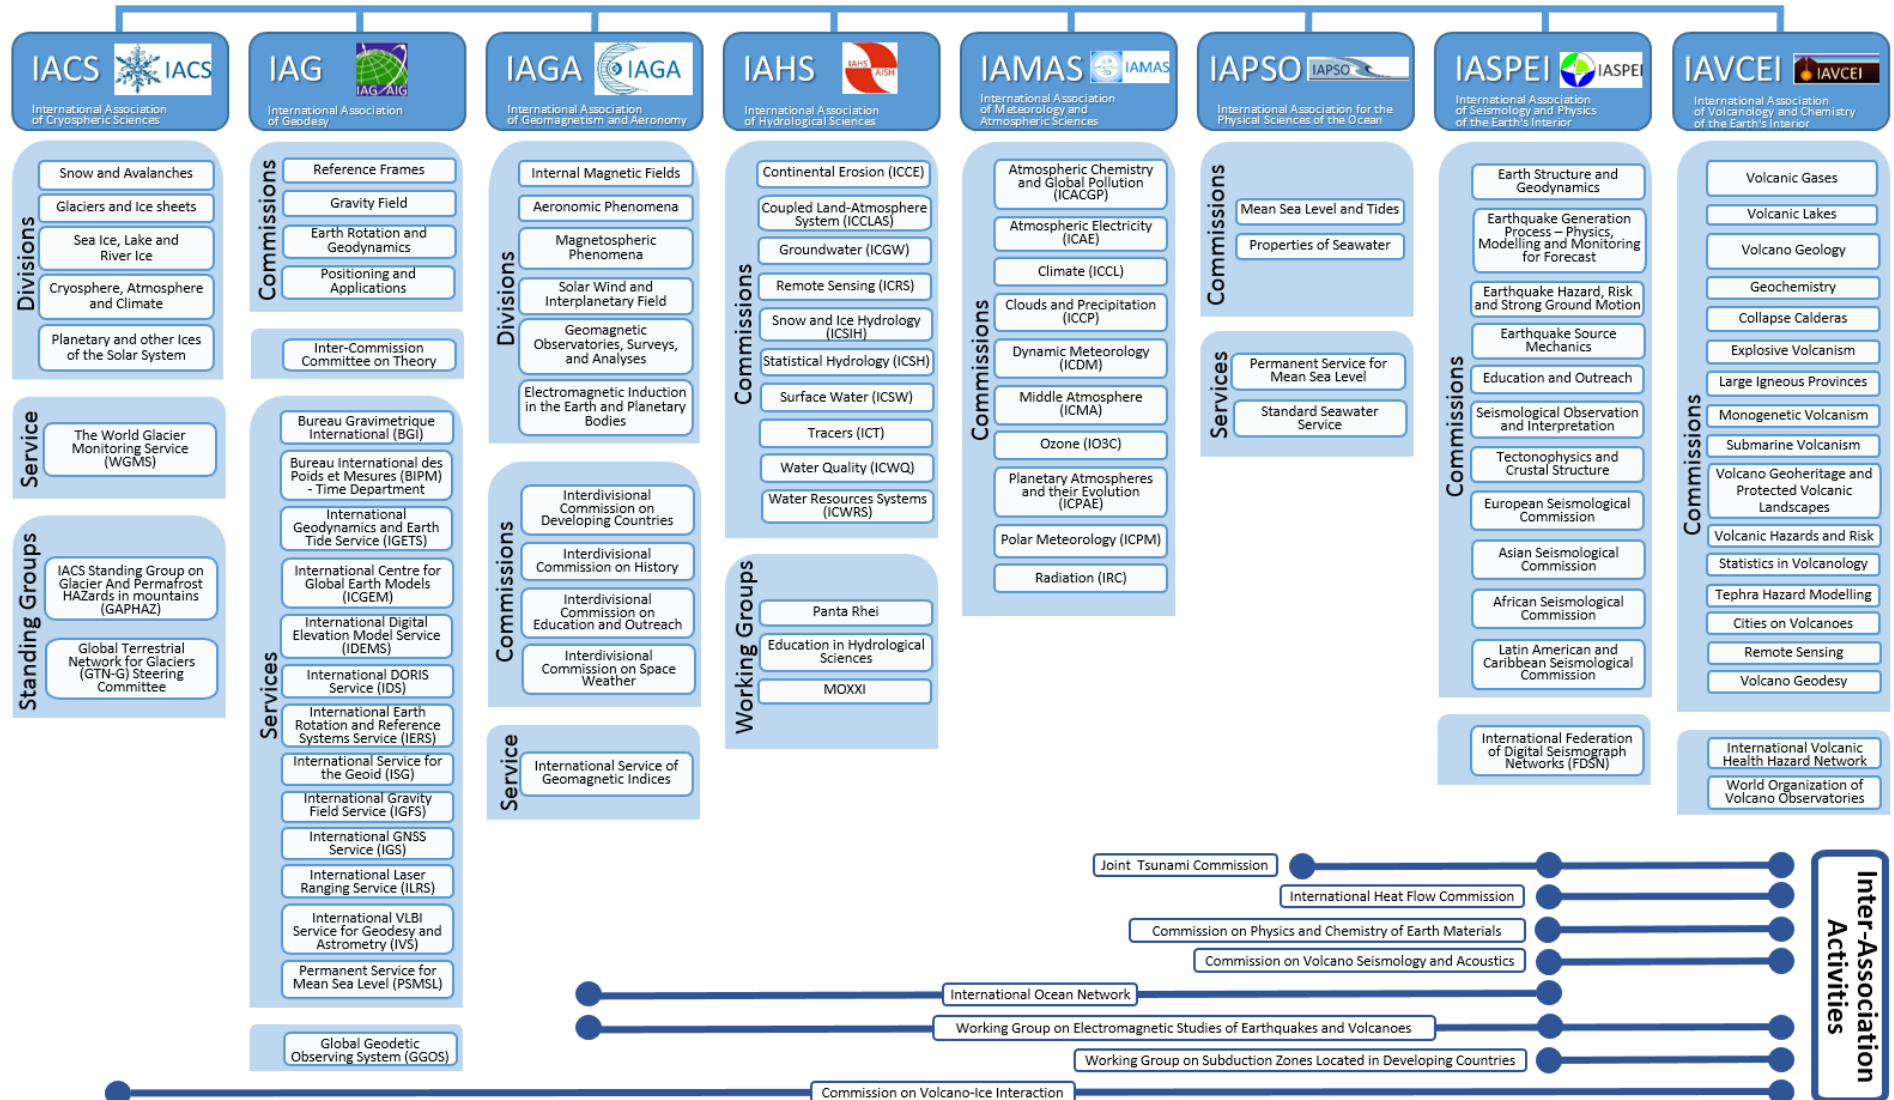 IACS
IACS
International Association
of Cryospheric Sciences
Divisions
Snow and Avalanches
Glaciers and Ice sheets
Sea Ice, Lake and
River Ice
Cryosphere, Atmosphere
and Climate
Planetary and other Ices
of the Solar System
Service
The World Glacier
Monitoring Service
(WGMS)
Standing Groups
IACS Standing Group on
Glacier And Permafrost
HAZards in mountains
(GAPHAZ)
Global Terrestrial
Network for Glaciers
(GTN-G) Steering
Committee
IAG
IAG AIG
International Association
of Geodesy
Commissions
Reference Frames
Gravity Field
Earth Rotation and
Geodynamics
Positioning and
Applications
Inter-Commission
Committee on Theory
Services
Bureau Gravimetrique
International (BGI)
Bureau International des
Poids et Mesures (BIPM)
- Time Department
International
Geodynamics and Earth
Tide Service (IGETS)
International Centre for
Global Earth Models
(ICGEM)
International Digital
Elevation Model Service
(IDEMS)
International DORIS
Service (IDS)
International Earth
Rotation and Reference
Systems Service (IERS)
International Service for
the Geoid (ISG)
International Gravity
Field Service (IGFS)
International GNSS
Service (IGS)
International Laser
Ranging Service (ILRS)
International VLBI
Service for Geodesy and
Astrometry (IVS)
Permanent Service for
Mean Sea Level (PSMSL)
Global Geodetic
Observing System (GGOS)
IAGA
IAGA
International Association
of Geomagnetism and Aeronomy
Divisions
Internal Magnetic Fields
Aeronomic Phenomena
Magnetospheric
Phenomena
Solar Wind and
Interplanetary Field
Geomagnetic
Observatories, Surveys,
and Analyses
Electromagnetic Induction
in the Earth and Planetary
Bodies
Commissions
Interdivisional
Commission on
Developing Countries
Interdivisional
Commission on History
Interdivisional
Commission on
Education and Outreach
Interdivisional
Commission on Space
Weather
Service
International Service of
Geomagnetic Indices
IAHS
IAHS
AISH
International Association
of Hydrological Sciences
Commissions
Continental Erosion (ICCE)
Coupled Land-Atmosphere
System (ICCLAS)
Groundwater (ICGW)
Remote Sensing (ICRS)
Snow and Ice Hydrology
(ICSIH)
Statistical Hydrology (ICSH)
Surface Water (ICSW)
Tracers (ICT)
Water Quality (ICWQ)
Water Resources Systems
(ICWRS)
Working Groups
Panta Rhei
Education in Hydrological
Sciences
MOXXI
IAMAS
IAMAS
International Association
of Meteorology and
Atmospheric Sciences
Commissions
Atmospheric Chemistry
and Global Pollution
(ICACGP)
Atmospheric Electricity
(ICAE)
Climate (ICCL)
Clouds and Precipitation
(ICCP)
Dynamic Meteorology
(ICDM)
Middle Atmosphere
(ICMA)
Ozone (IO3C)
Planetary Atmospheres
and their Evolution
(ICPAE)
Polar Meteorology (ICPM)
Radiation (IRC)
IAPSO
IAPSO
International Association for the
Physical Sciences of the Ocean
Commissions
Mean Sea Level and Tides
Properties of Seawater
Services
Permanent Service for
Mean Sea Level
Standard Seawater
Service
IASPEI
IASPEI
International Association
of Seismology and Physics
of the Earth's Interior
Commissions
Earth Structure and
Geodynamics
Earthquake Generation
Process – Physics,
Modelling and Monitoring
for Forecast
Earthquake Hazard, Risk
and Strong Ground Motion
Earthquake Source
Mechanics
Education and Outreach
Seismological Observation
and Interpretation
Tectonophysics and
Crustal Structure
European Seismological
Commission
Asian Seismological
Commission
African Seismological
Commission
Latin American and
Caribbean Seismological
Commission
International Federation
of Digital Seismograph
Networks (FDSN)
IAVCEI
IAVCEI
International Association
of Volcanology and Chemistry
of the Earth's Interior
Commissions
Volcanic Gases
Volcanic Lakes
Volcano Geology
Geochemistry
Collapse Calderas
Explosive Volcanism
Large Igneous Provinces
Monogenetic Volcanism
Submarine Volcanism
Volcano Geoheritage and
Protected Volcanic
Landscapes
Volcanic Hazards and Risk
Statistics in Volcanology
Tephra Hazard Modelling
Cities on Volcanoes
Remote Sensing
Volcano Geodesy
International Volcanic
Health Hazard Network
World Organization of
Volcano Observatories
Inter-Association
Activities
Joint Tsunami Commission
International Heat Flow Commission
Commission on Physics and Chemistry of Earth Materials
Commission on Volcano Seismology and Acoustics
International Ocean Network
Working Group on Electromagnetic Studies of Earthquakes and Volcanoes
Working Group on Subduction Zones Located in Developing Countries
Commission on Volcano-Ice Interaction